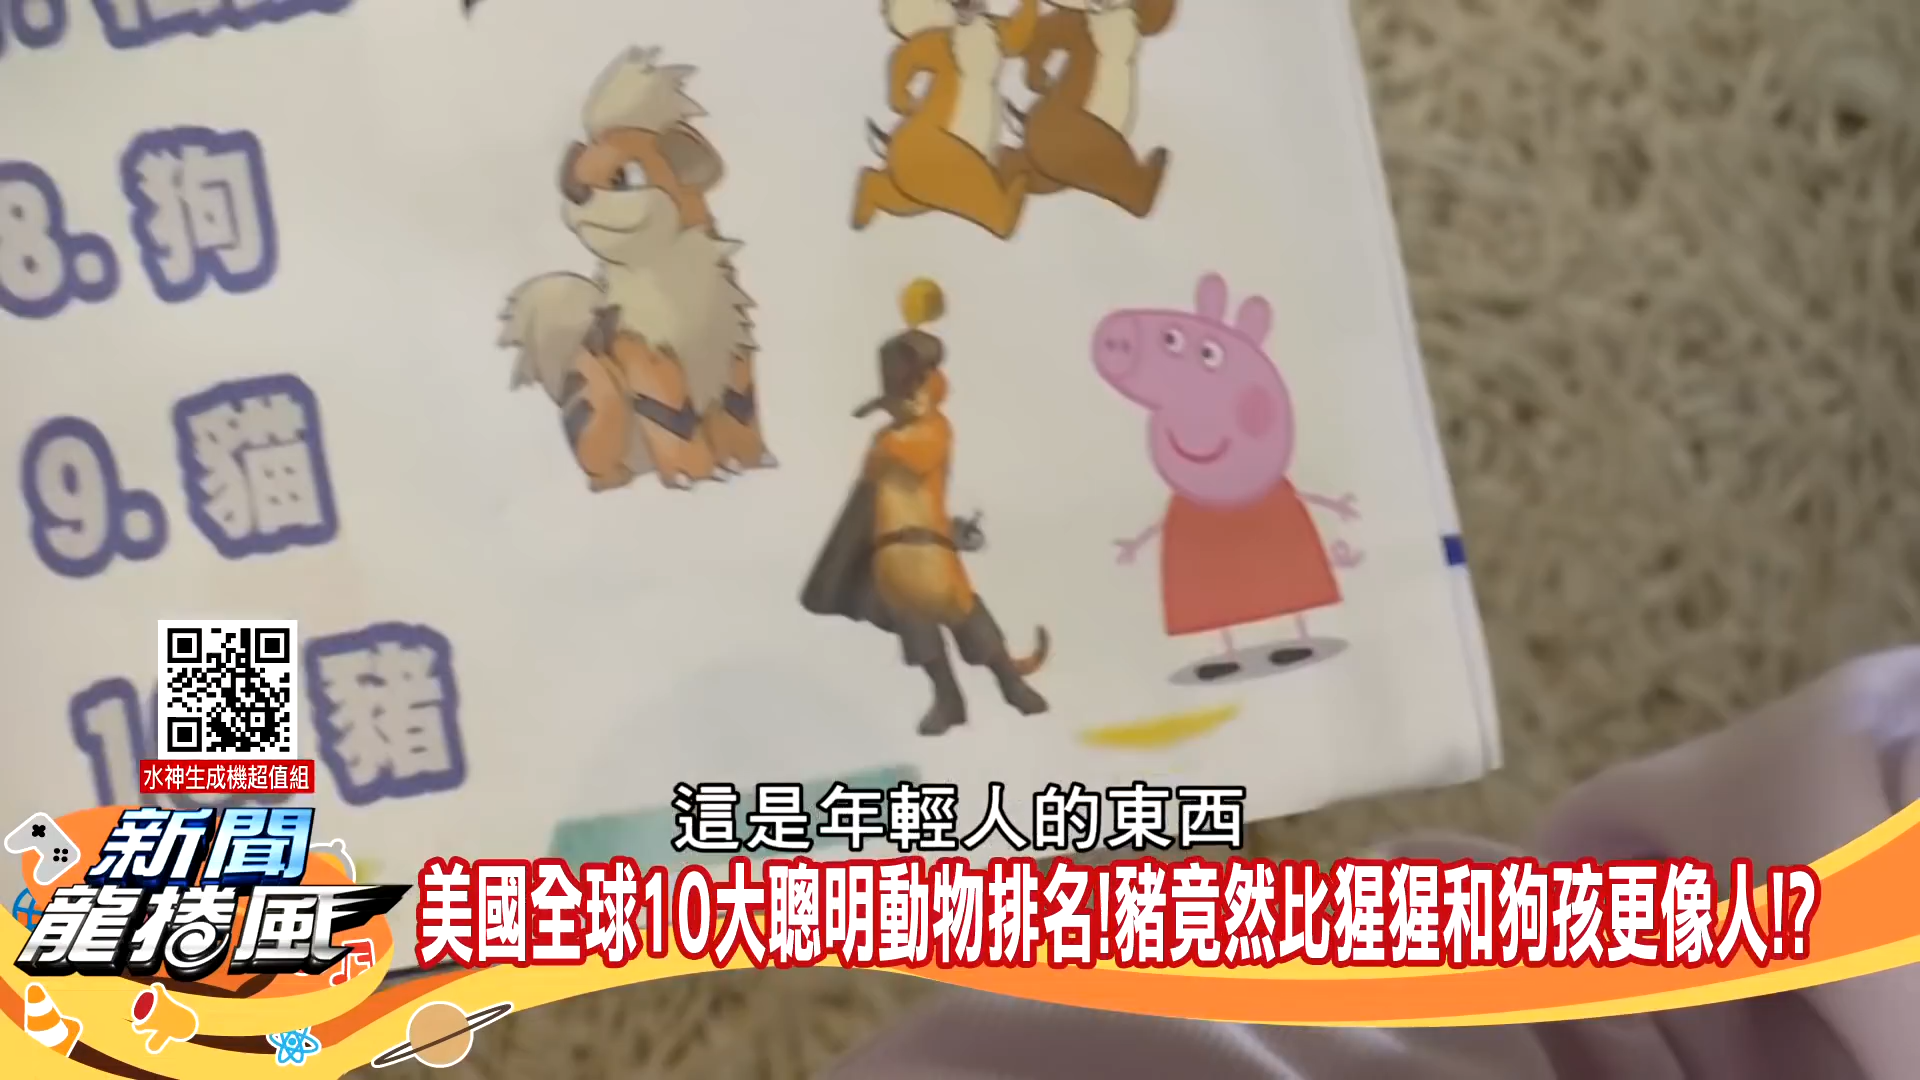 8. 狗
9. 貓
豬
水神生成機超值組
這是年輕人的東西
新聞
龍捲風
美國全球10大聰明動物排名!豬竟然比猩猩和狗孩更像人!?